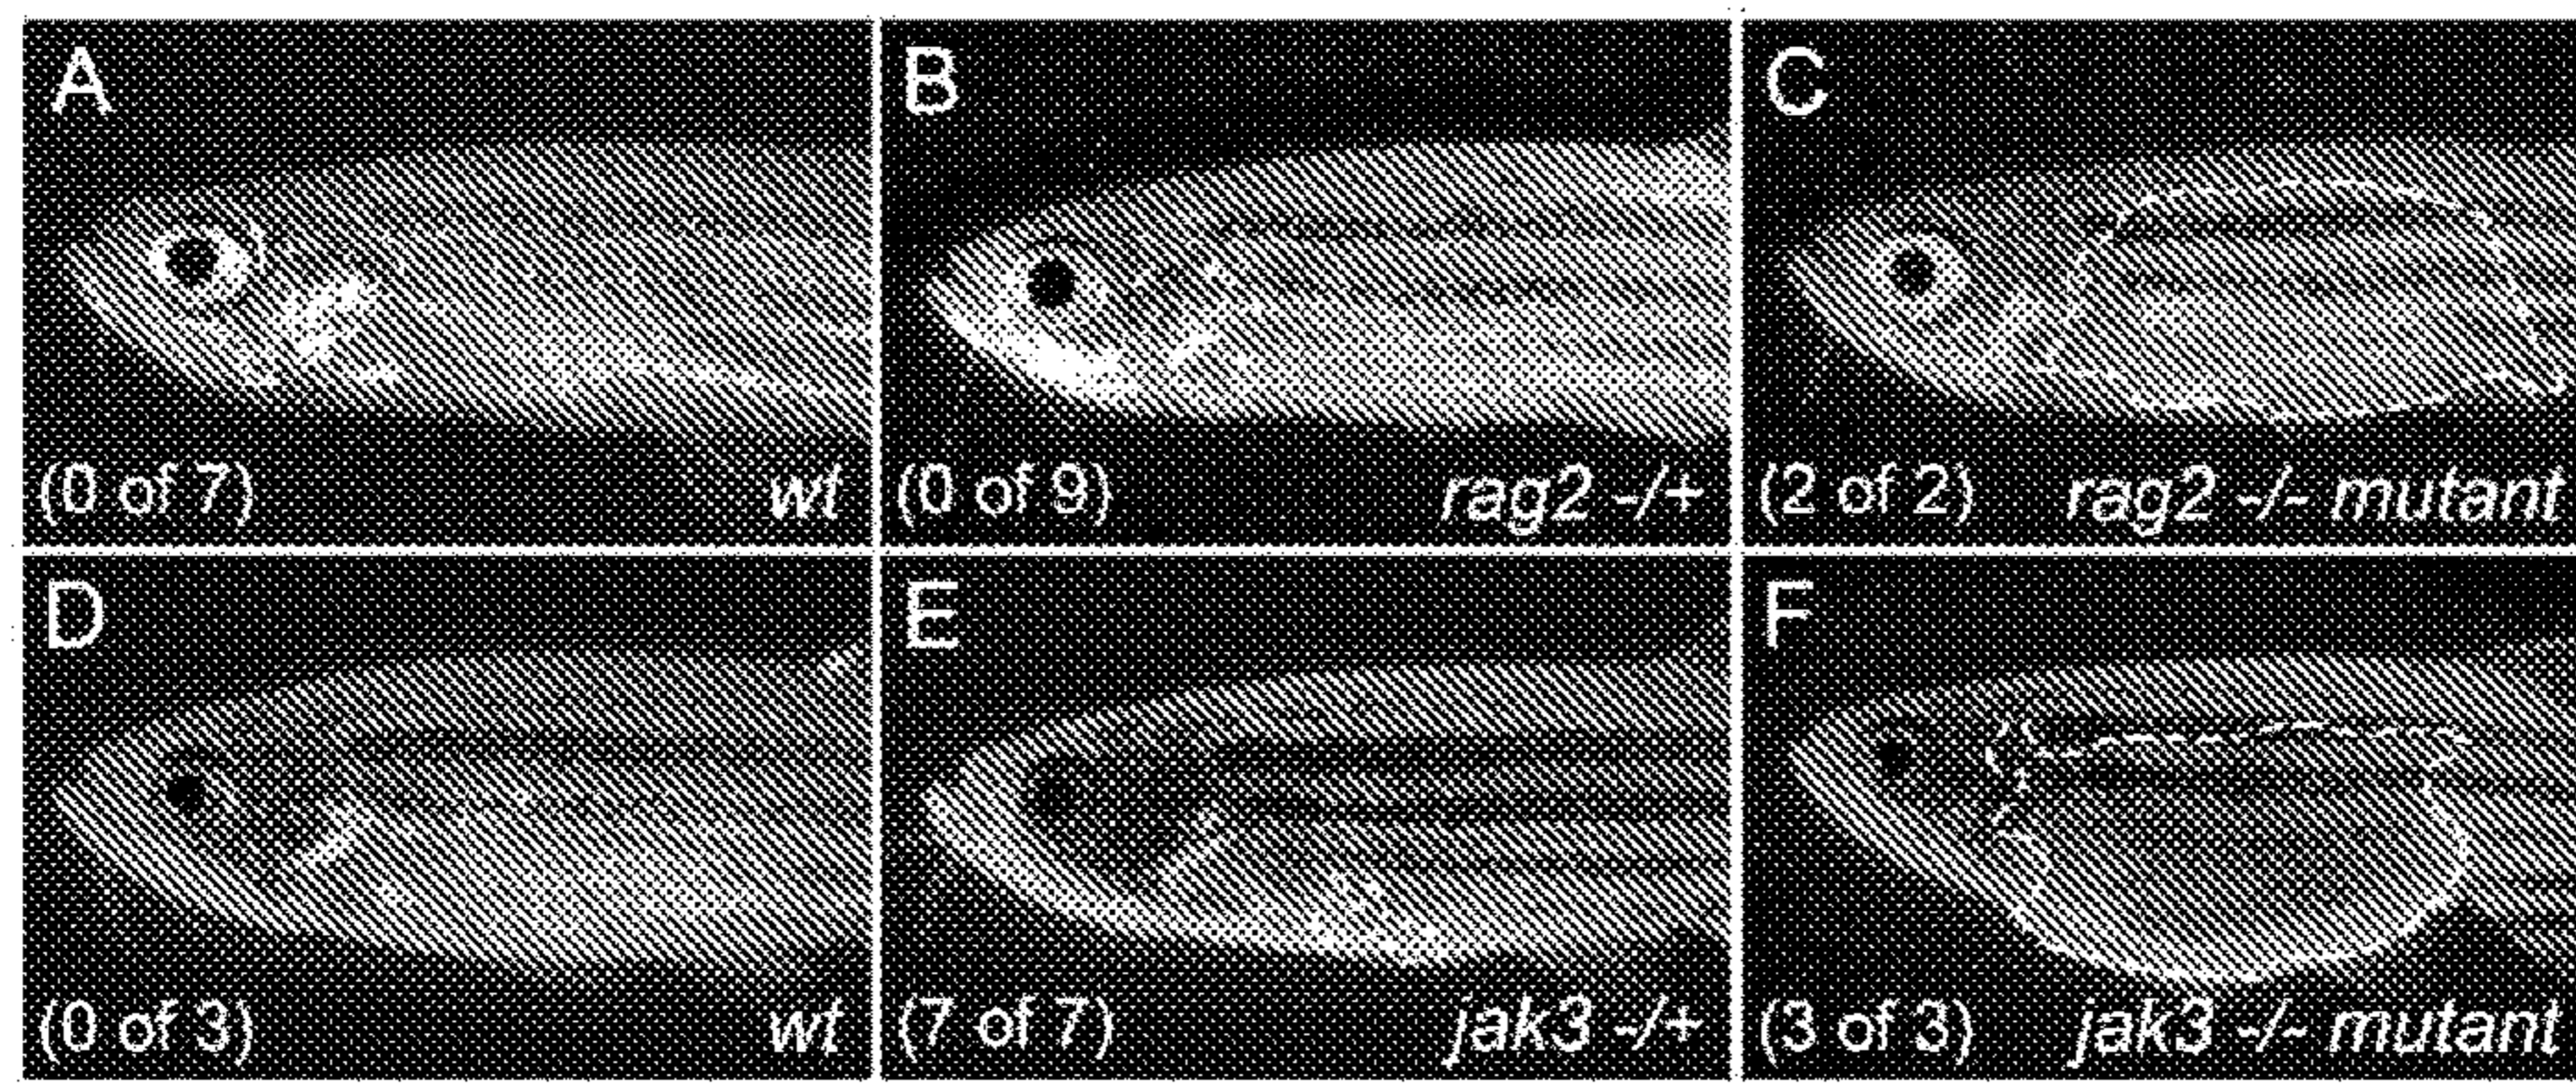 A
(0 of 7) wt
B
(0 of 9) rag2 -/+
C
(2 of 2) rag2 -/- mutant
D
(0 of 3) wt
E
(7 of 7) jak3 -/+
F
(3 of 3) jak3 -/- mutant